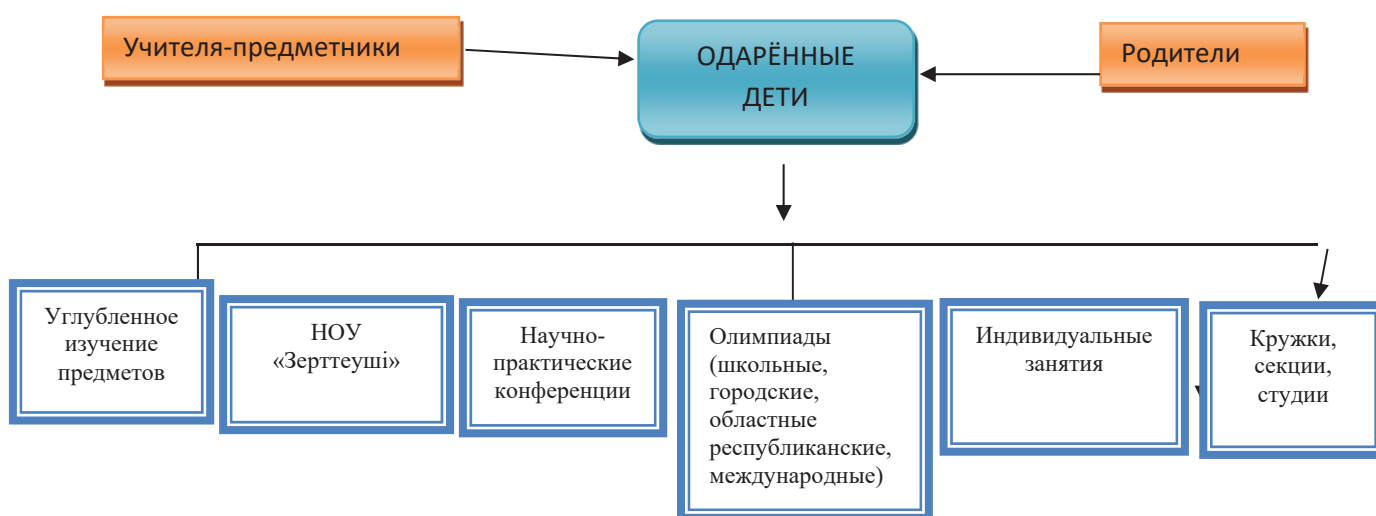 Учителя-предметники
ОДАРЁННЫЕ
ДЕТИ
Родители
Углубленное
изучение
предметов
НОУ
«Зерттеуші»
Научно-
практические
конференции
Олимпиады
(школьные,
городские,
областные
республиканские,
международные)
Индивидуальные
занятия
Кружки,
секции,
студии